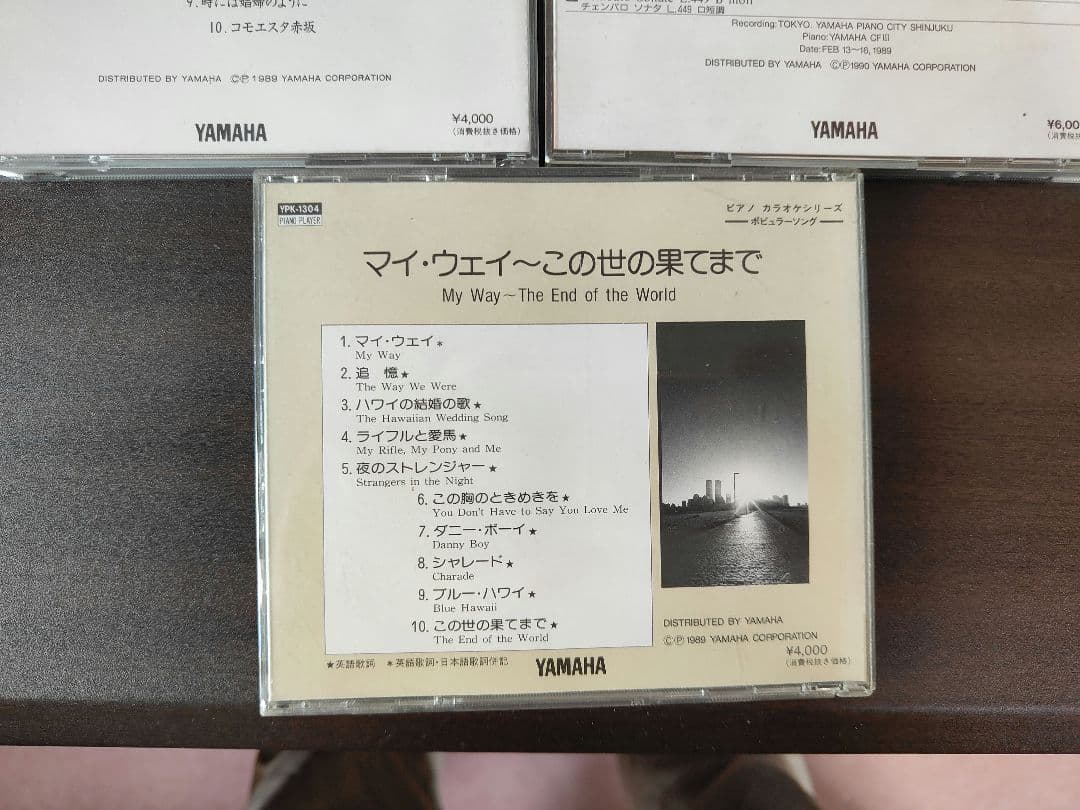 9. 時には娼婦のように
10. コモエスタ赤坂
DISTRIBUTED BY YAMAHA ©Ⓟ1989 YAMAHA CORPORATION
¥4,000
(消費税抜き価格)
YAMAHA
チェンバロ ソナタ L.449 ロ短調
Recording:TOKYO. YAMAHA PIANO CITY SHINJUKU
Piano:YAMAHA CFⅢ
Date:FEB 13~16, 1989
DISTRIBUTED BY YAMAHA ©Ⓟ1990 YAMAHA CORPORATION
YAMAHA
YPK-1304
PIANO PLAYER
ピアノ カラオケシリーズ
ポピュラーソング
マイ・ウェイ〜この世の果てまで
My Way~The End of the World
1. マイ・ウェイ*
My Way
2. 追 憶★
The Way We Were
3. ハワイの結婚の歌★
The Hawaiian Wedding Song
4. ライフルと愛馬★
My Rifle, My Pony and Me
5. 夜のストレンジャー★
Strangers in the Night
6. この胸のときめきを★
You Don't Have to Say You Love Me
7. ダニー・ボーイ★
Danny Boy
8. シャレード★
Charade
9. ブルー・ハワイ★
Blue Hawaii
10. この世の果てまで★
The End of the World
★英語歌詞 *英語歌詞・日本語歌詞併記
YAMAHA
DISTRIBUTED BY YAMAHA
©Ⓟ1989 YAMAHA CORPORATION
¥4,000
(消費税抜き価格)